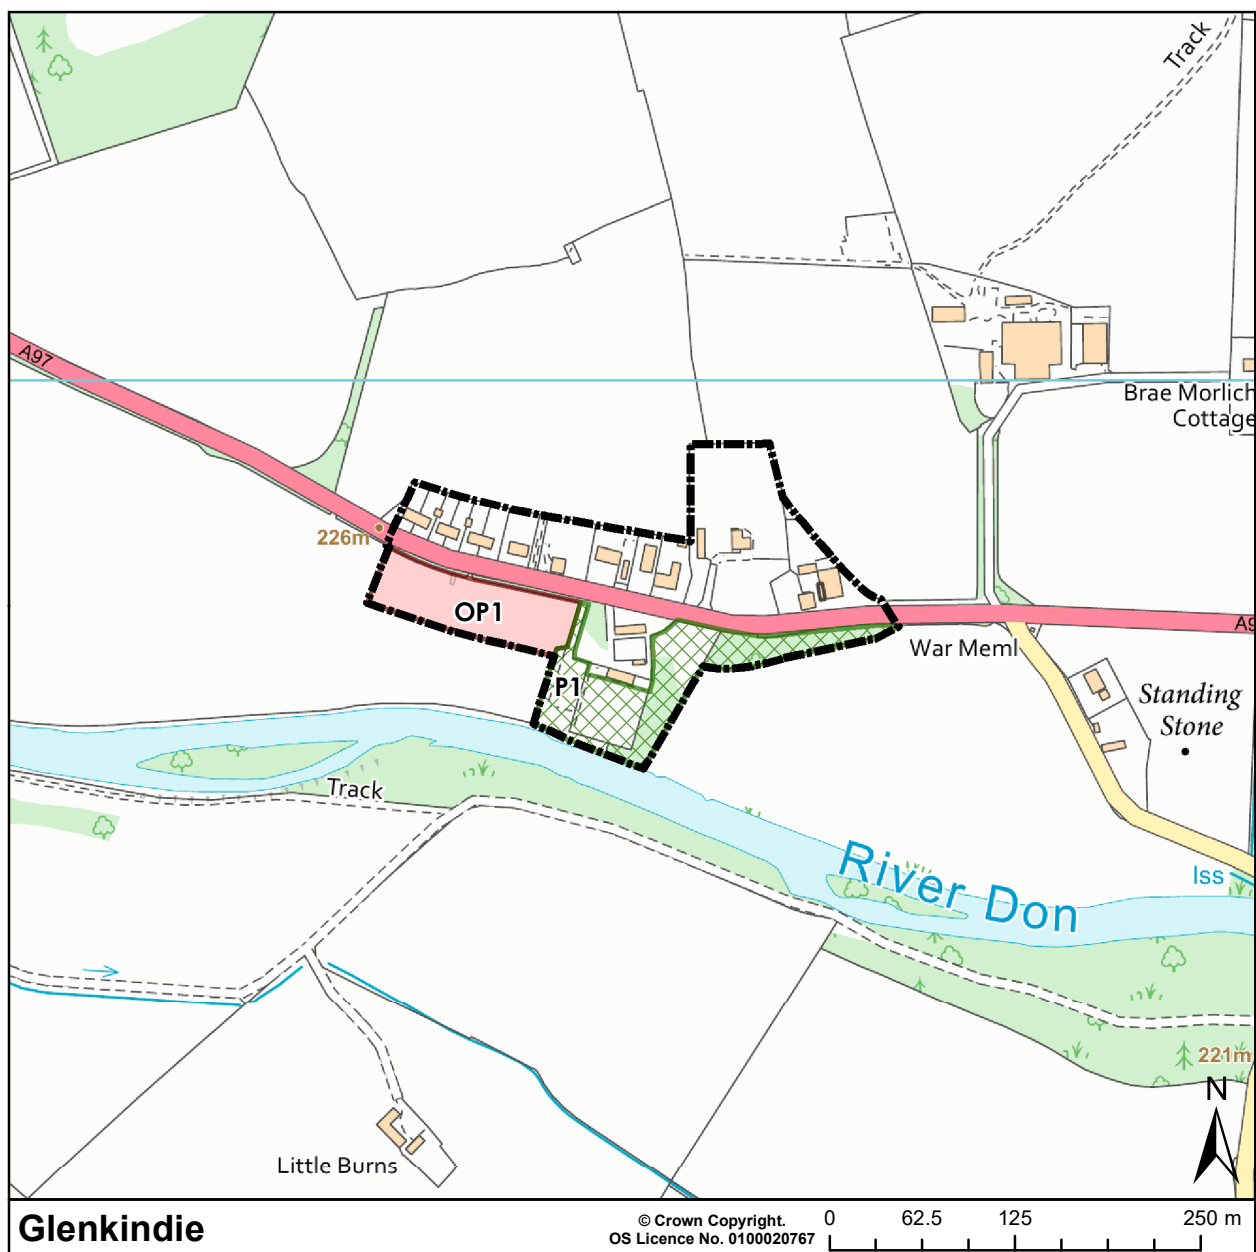 Track
A97
Brae Morlich
Cottage
226m
OP1
A9
War Meml
P1
Standing
Stone
Track
River Don
Iss
221m
N
Little Burns
Glenkindie
© Crown Copyright.
OS Licence No. 0100020767
0 62.5 125 250 m